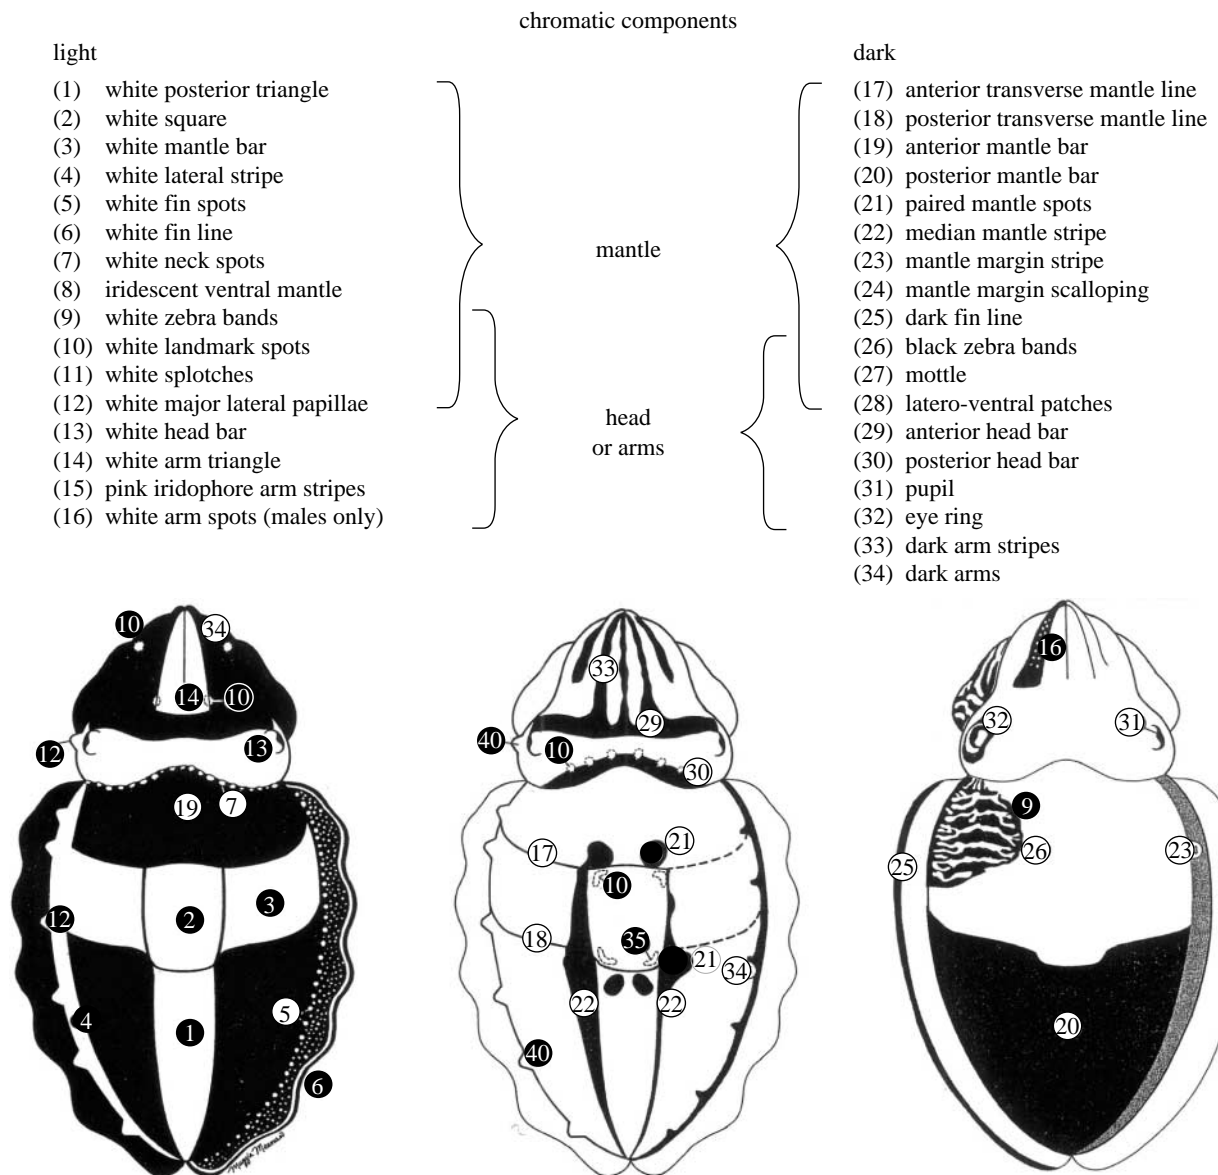 chromatic components
light
(1) white posterior triangle
(2) white square
(3) white mantle bar
(4) white lateral stripe
(5) white fin spots
(6) white fin line
(7) white neck spots
(8) iridescent ventral mantle
(9) white zebra bands
(10) white landmark spots
(11) white splotches
(12) white major lateral papillae
(13) white head bar
(14) white arm triangle
(15) pink iridophore arm stripes
(16) white arm spots (males only)
mantle
head
or arms
dark
(17) anterior transverse mantle line
(18) posterior transverse mantle line
(19) anterior mantle bar
(20) posterior mantle bar
(21) paired mantle spots
(22) median mantle stripe
(23) mantle margin stripe
(24) mantle margin scalloping
(25) dark fin line
(26) black zebra bands
(27) mottle
(28) latero-ventral patches
(29) anterior head bar
(30) posterior head bar
(31) pupil
(32) eye ring
(33) dark arm stripes
(34) dark arms
10
34
14
10
12
13
19
7
12
2
3
4
1
5
6
33
29
40
10
30
17
21
10
18
35
21
34
22
22
40
16
32
31
9
25
26
23
20